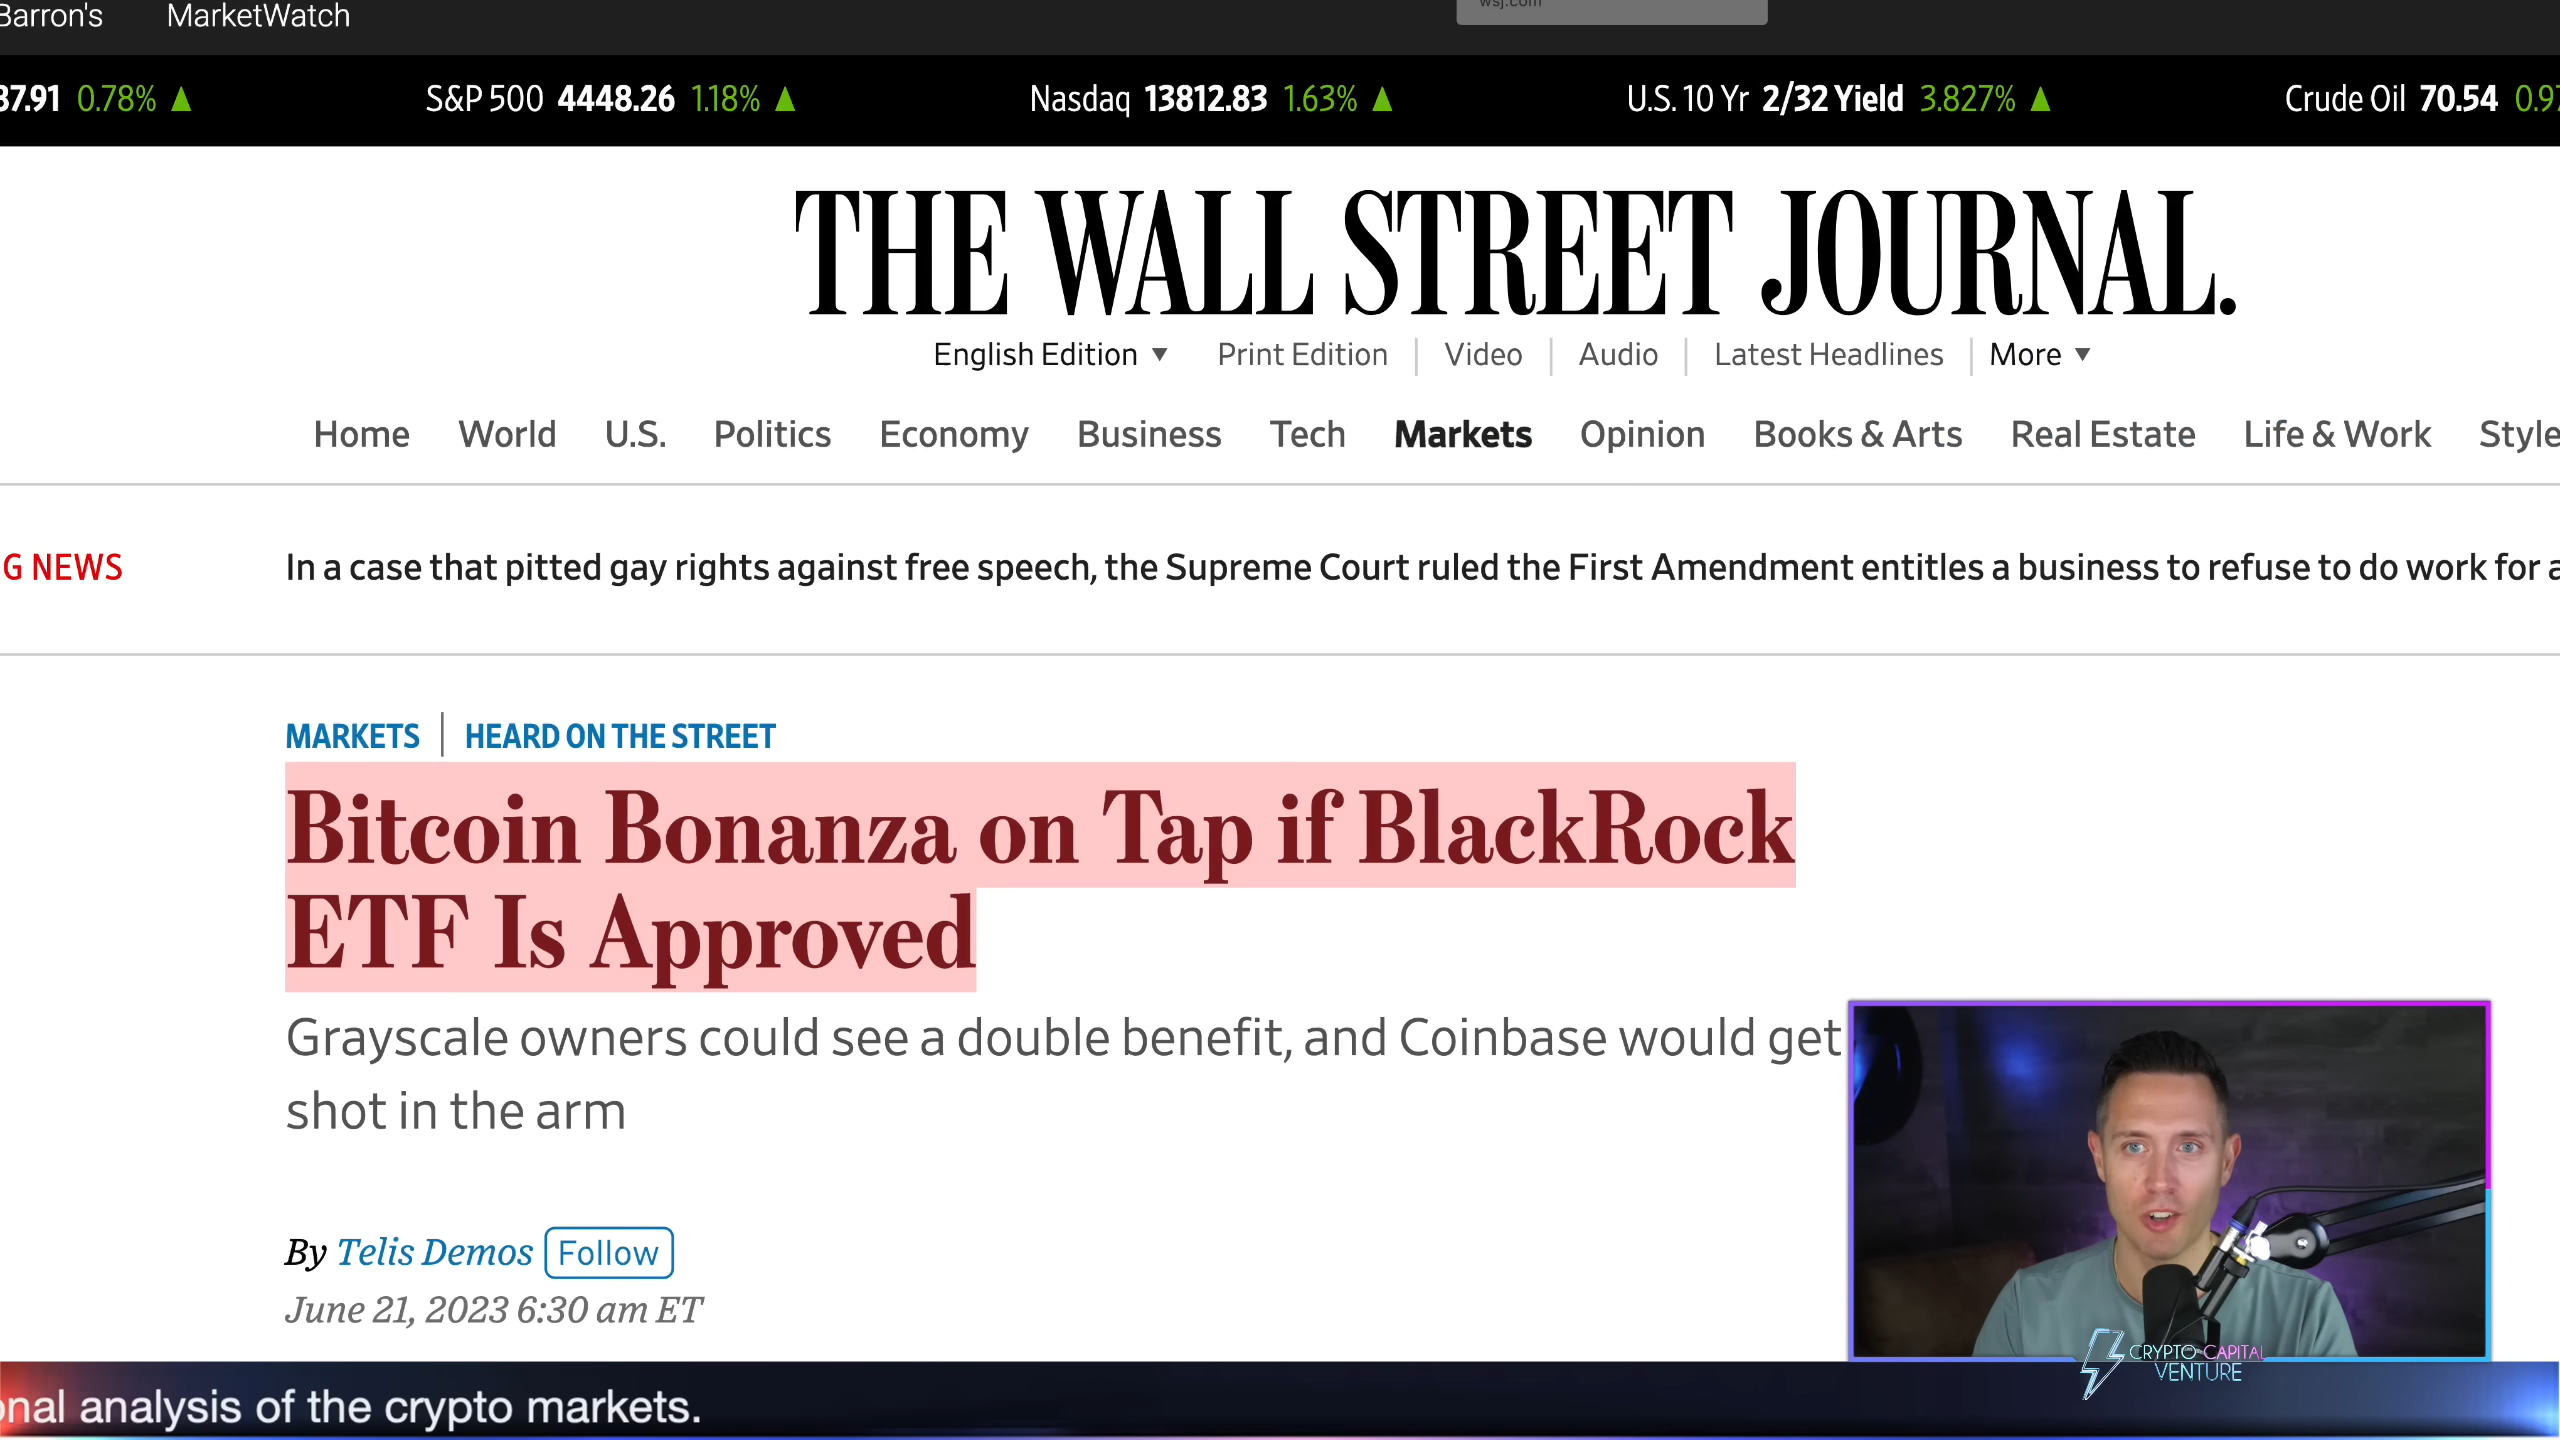 Barron's MarketWatch
wsj.com
37.91 0.78% ▲ S&P 500 4448.26 1.18% ▲ Nasdaq 13812.83 1.63% ▲ U.S. 10 Yr 2/32 Yield 3.827% ▲ Crude Oil 70.54 0.97
THE WALL STREET JOURNAL.
English Edition ▼ Print Edition | Video | Audio | Latest Headlines | More ▼
Home World U.S. Politics Economy Business Tech Markets Opinion Books & Arts Real Estate Life & Work Style
G NEWS In a case that pitted gay rights against free speech, the Supreme Court ruled the First Amendment entitles a business to refuse to do work for a
MARKETS | HEARD ON THE STREET
Bitcoin Bonanza on Tap if BlackRock
ETF Is Approved
Grayscale owners could see a double benefit, and Coinbase would get
shot in the arm
By Telis Demos Follow
June 21, 2023 6:30 am ET
CRYPTO CAPITAL
VENTURE
onal analysis of the crypto markets.